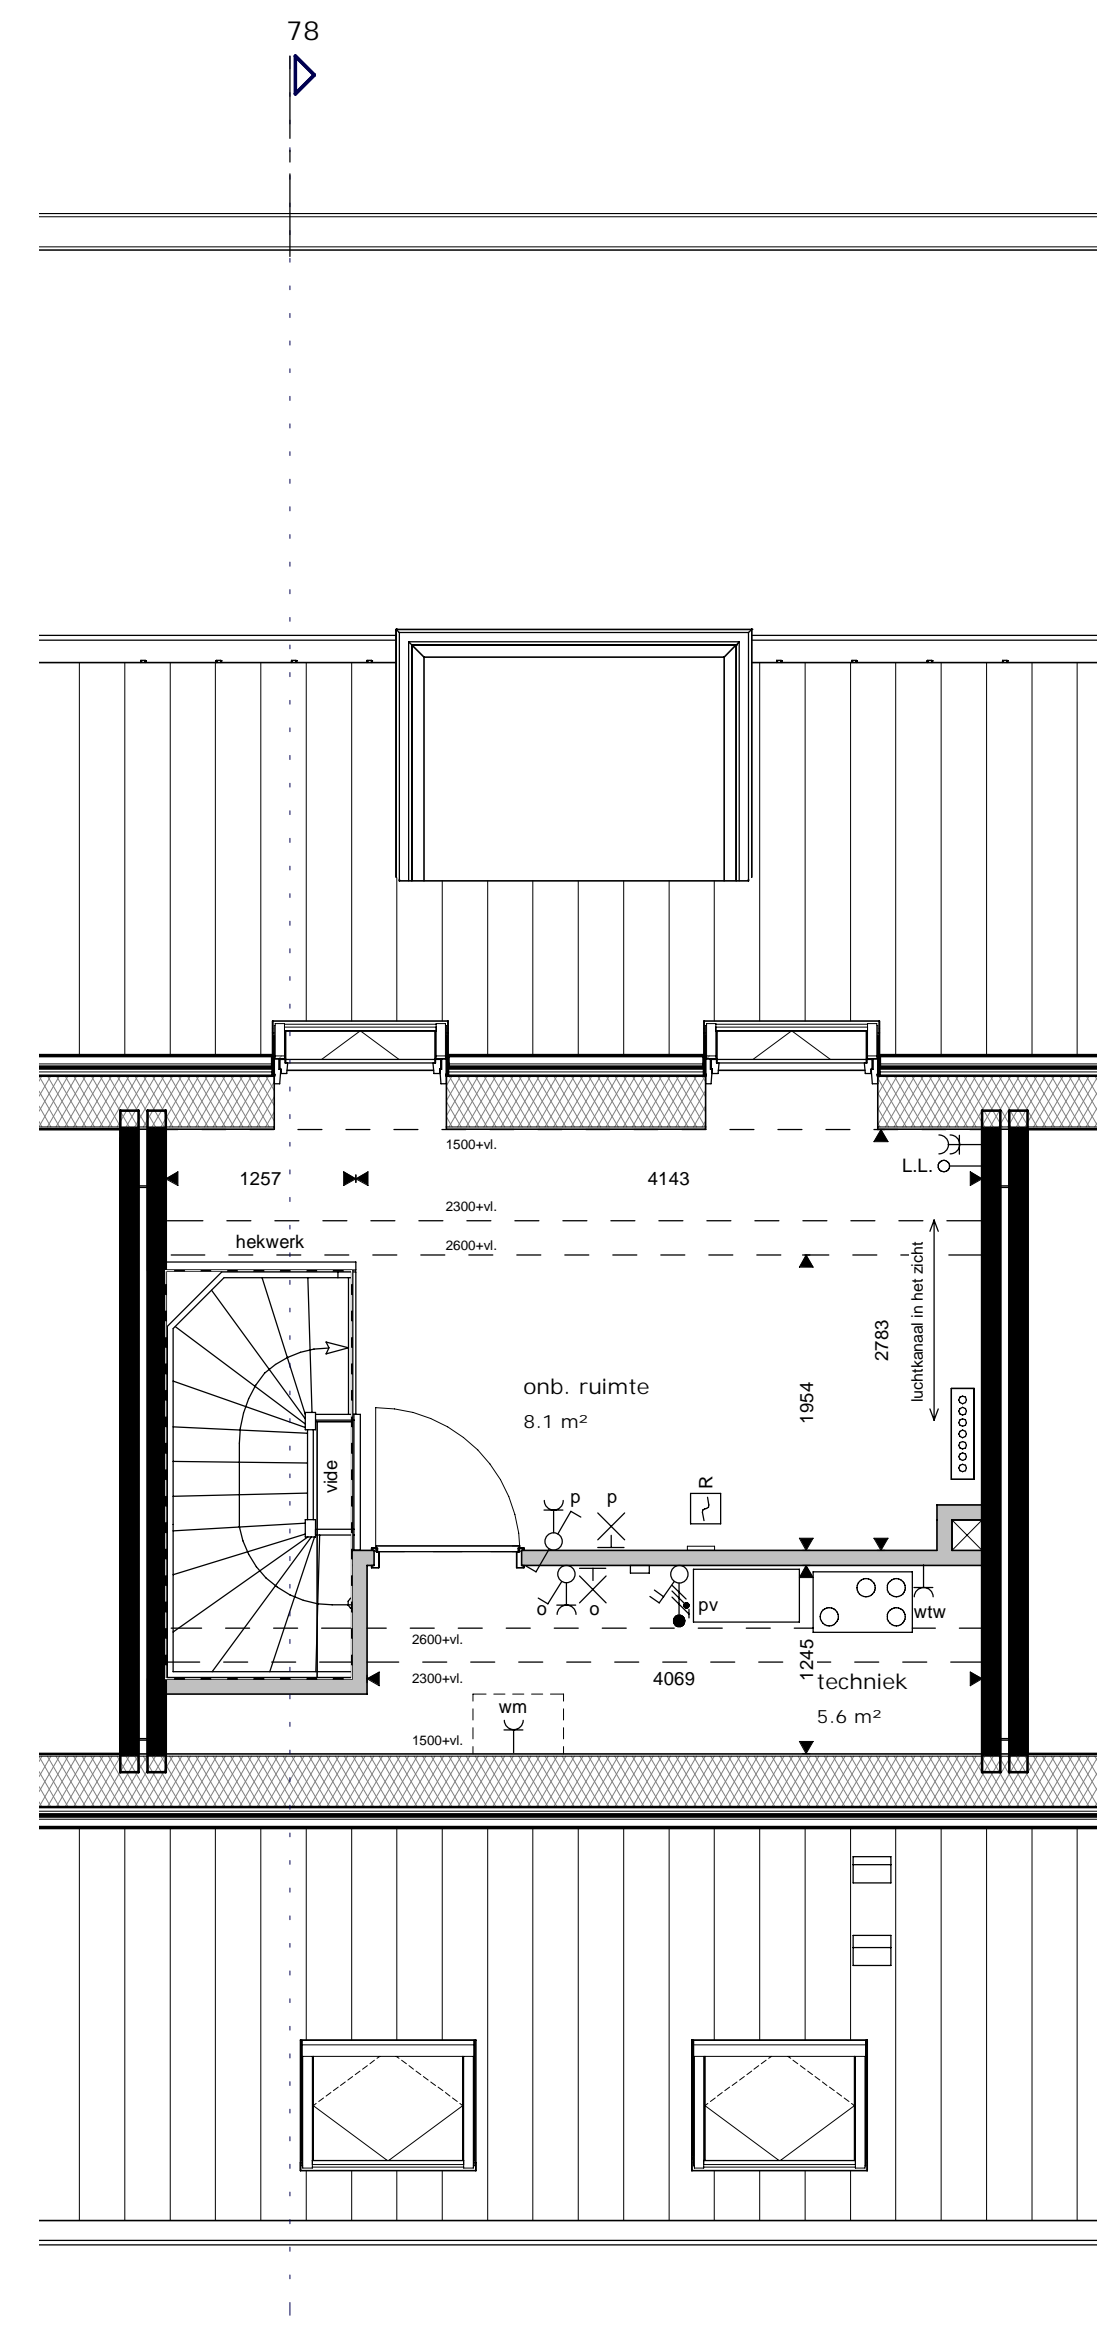 78
1500+vl.
L.L.
1257
4143
2300+vl.
hekwerk
2600+vl.
luchtkanaal in het zicht
2783
onb. ruimte
8.1 m²
1954
vide
R
p
p
o
o
pv
wtw
2600+vl.
1245
2300+vl.
4069
techniek
5.6 m²
wm
1500+vl.